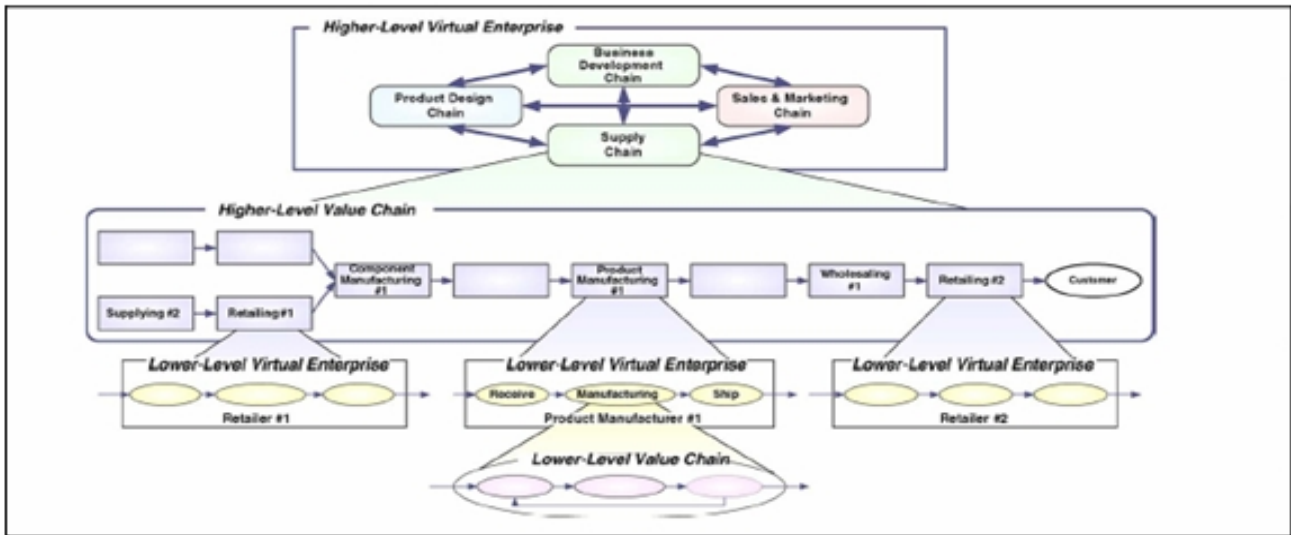 Higher-Level Virtual Enterprise
Business
Development
Chain
Product Design
Chain
Sales & Marketing
Chain
Supply
Chain
Higher-Level Value Chain
Component
Manufacturing
#1
Product
Manufacturing
#1
Wholesaling
#1
Retailing #2
Customer
Supplying #2
Retailing #1
Lower-Level Virtual Enterprise
Retailer #1
Lower-Level Virtual Enterprise
Receive
Manufacturing
Ship
Product Manufacturer #1
Lower-Level Virtual Enterprise
Retailer #2
Lower-Level Value Chain